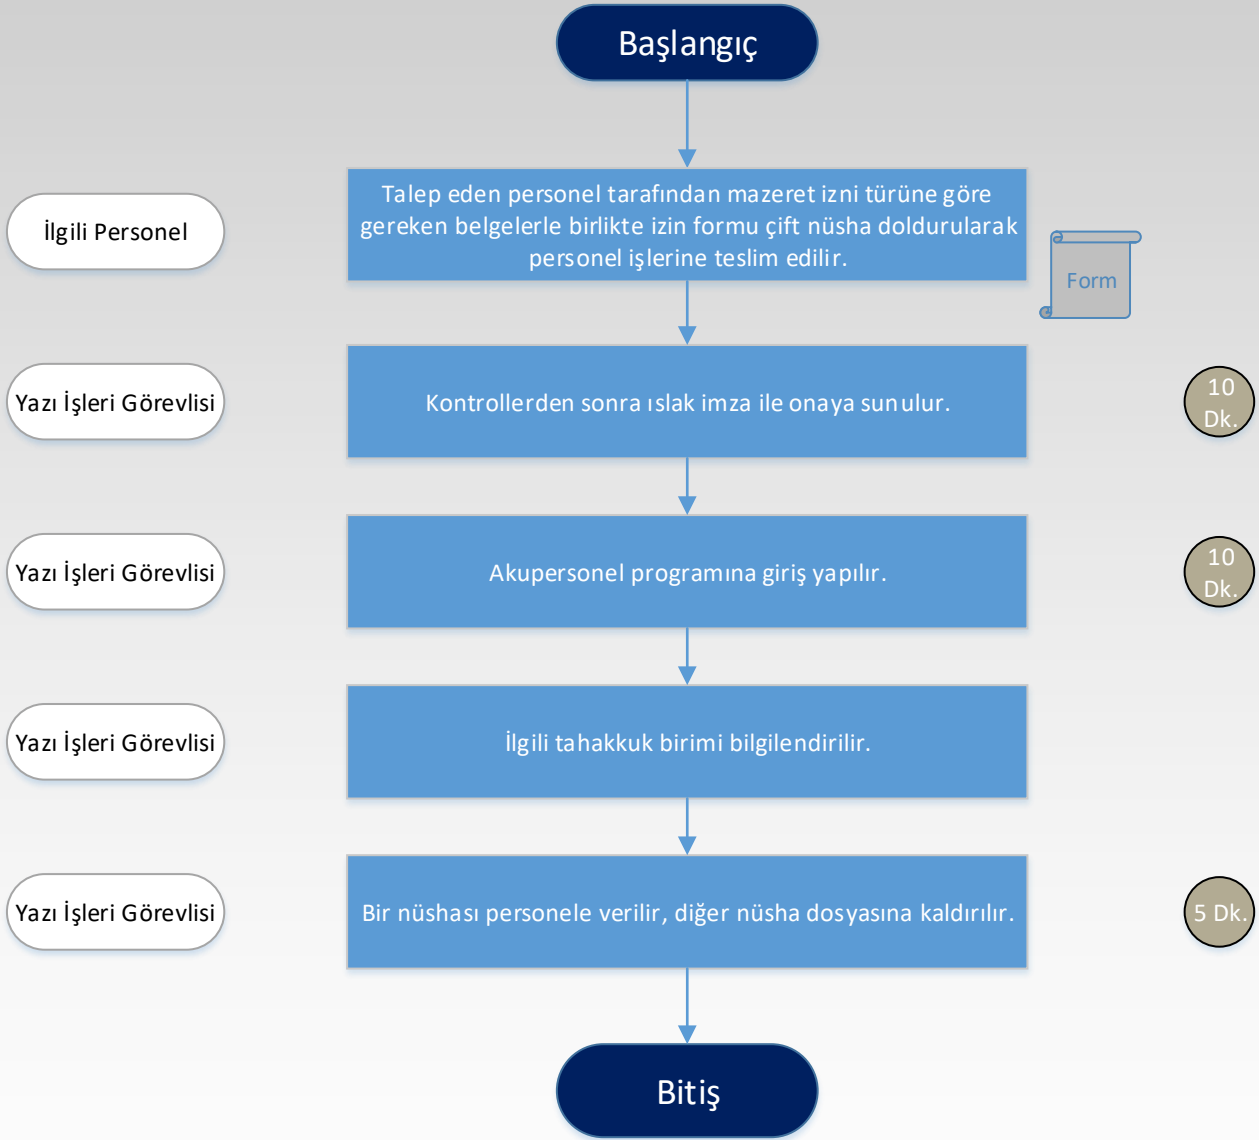 Başlangıç
İlgili Personel
Talep eden personel tarafından mazeret izni türüne göre
gereken belgelerle birlikte izin formu çift nüsha doldurularak
personel işlerine teslim edilir.
Form
Yazı İşleri Görevlisi
Kontrollerden sonra ıslak imza ile onaya sunulur.
10
Dk.
Yazı İşleri Görevlisi
Akupersonel programına giriş yapılır.
10
Dk.
Yazı İşleri Görevlisi
İlgili tahakkuk birimi bilgilendirilir.
Yazı İşleri Görevlisi
Bir nüshası personele verilir, diğer nüsha dosyasına kaldırılır.
5 Dk.
Bitiş